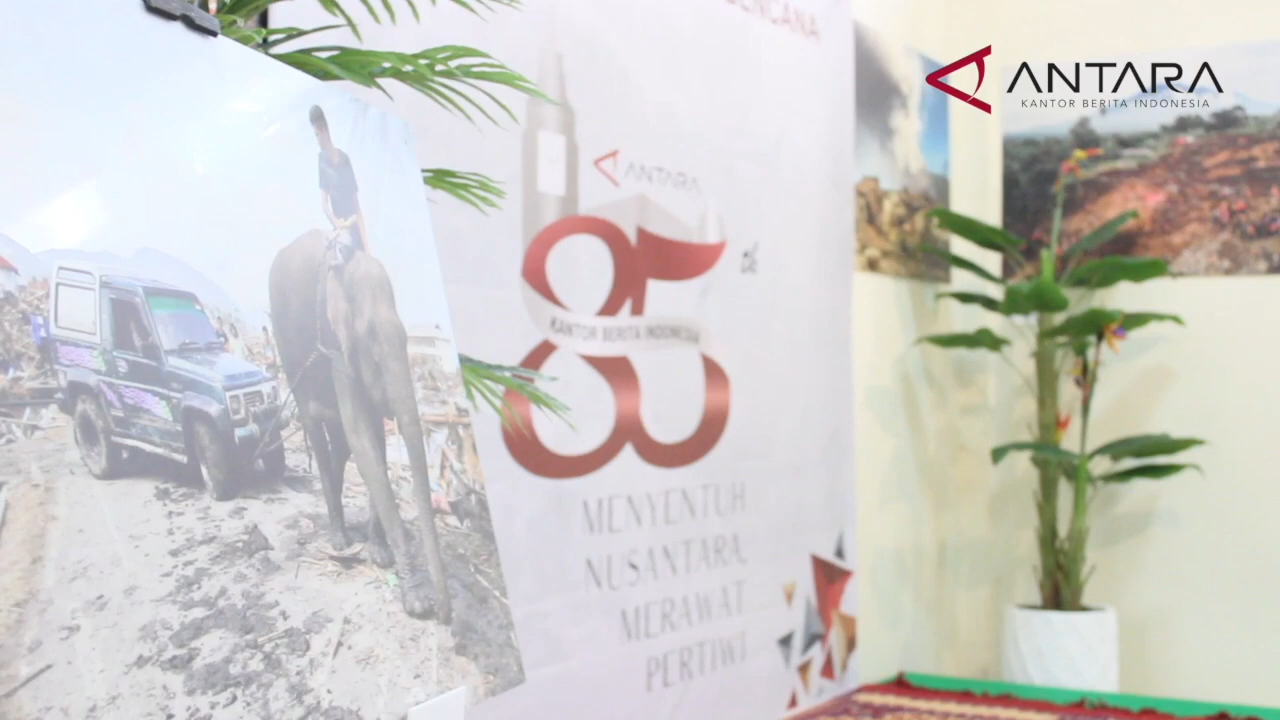 ANTARA
KANTOR BERITA INDONESIA
ANTARA
85
KANTOR BERITA INDONESIA
MENYENTUH
NUSANTARA,
MERAWAT
PERTIWI